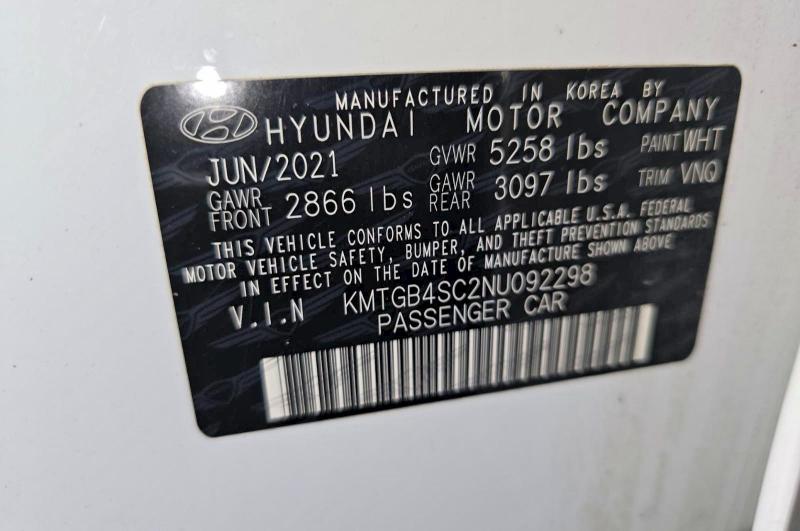 MANUFACTURED IN KOREA BY
HYUNDAI MOTOR COMPANY
JUN/2021 GVWR 5258 lbs PAINT WHT
GAWR FRONT 2866 lbs GAWR REAR 3097 lbs TRIM VNQ
THIS VEHICLE CONFORMS TO ALL APPLICABLE U.S.A. FEDERAL
MOTOR VEHICLE SAFETY, BUMPER, AND THEFT PREVENTION STANDARDS
IN EFFECT ON THE DATE OF MANUFACTURE SHOWN ABOVE
V.I.N KMTGB4SC2NU092298
PASSENGER CAR